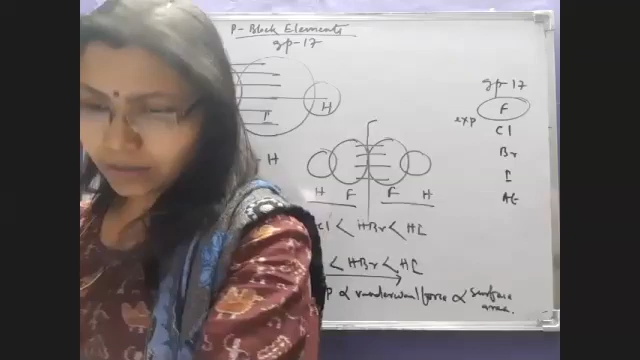 P-Block Elements
gp-17
I H
H
H F F H
Cl < HBr < HI
< HBr < HI
P ∝ vanderwaal force ∝ surface
area.
gp-17
F
exp
Cl
Br
I
At